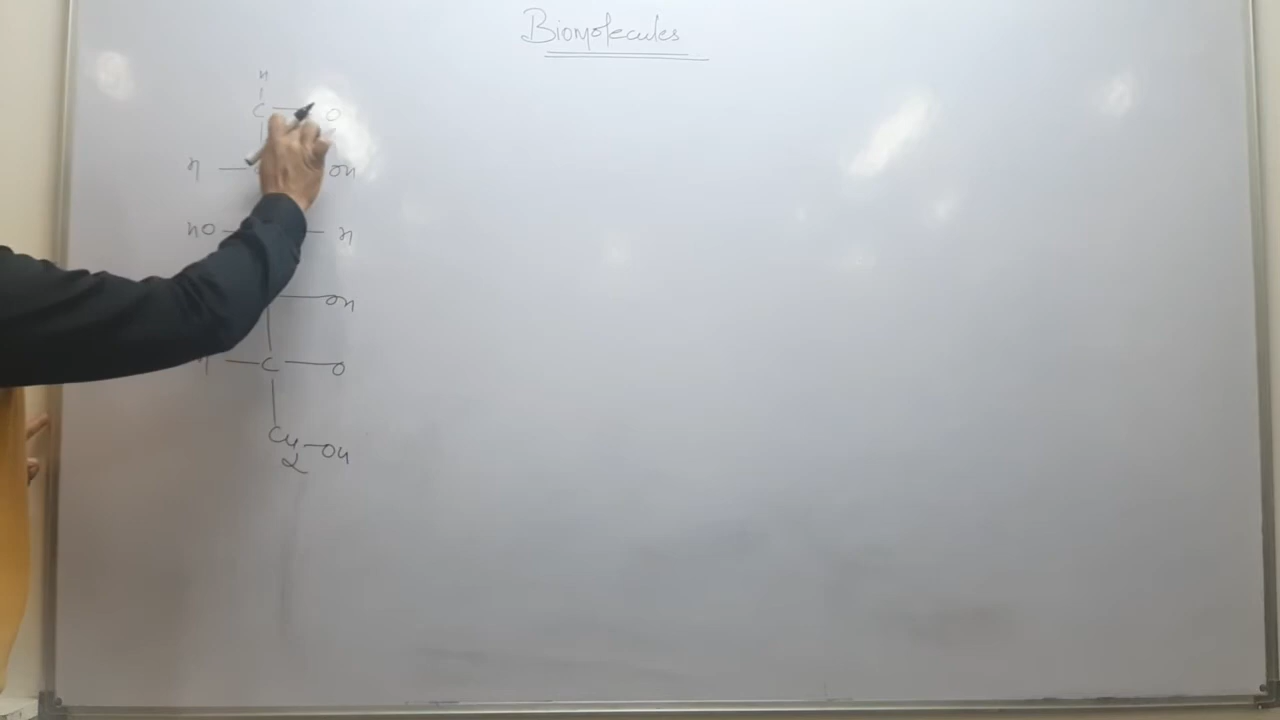 Biomolecules
H
C — O
H — OH
HO — — H
— OH
H — C — O
CH2 — OH